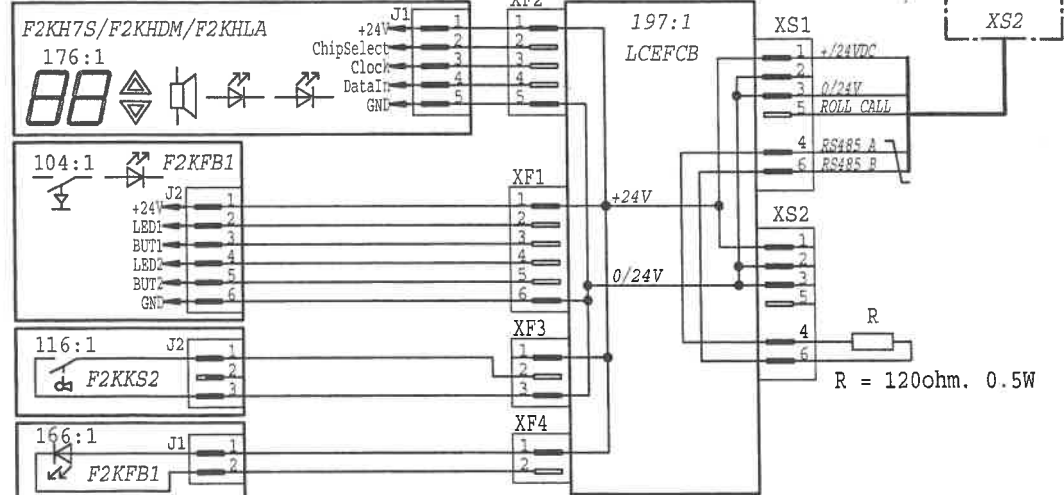 F2KH7S/F2KHDM/F2KHLA
176:1
88
J1
+24V 1
ChipSelect 2
Clock 3
DataIn 4
GND 5
XF2
1
2
3
4
5
197:1
LCEFCB
XS1
1 +/24VDC
2
3 0/24V
5 ROLL CALL
4 RS485 A
6 RS485 B
XS2
104:1
F2KFB1
J2
+24V 1
LED1 2
BUT1 3
LED2 4
BUT2 5
GND 6
XF1
1
2
3
4
5
6
+24V
0/24V
XS2
1
2
3
5
4
6
R
R = 120ohm. 0.5W
116:1
F2KKS2
J2
1
2
3
XF3
1
2
3
166:1
F2KFB1
J1
1
2
XF4
1
2